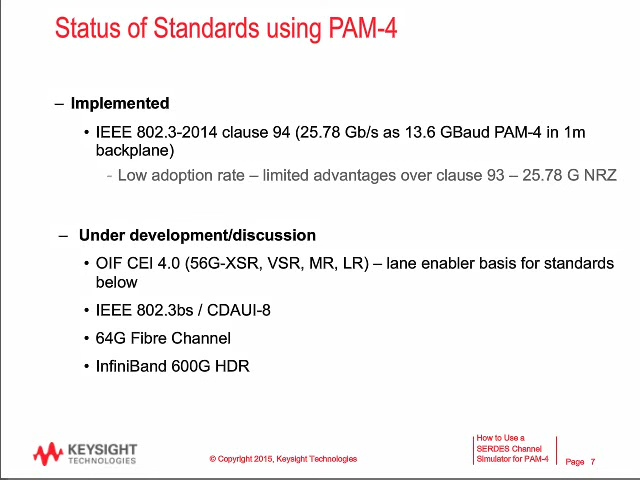 Status of Standards using PAM-4
– Implemented
• IEEE 802.3-2014 clause 94 (25.78 Gb/s as 13.6 GBaud PAM-4 in 1m
backplane)
- Low adoption rate – limited advantages over clause 93 – 25.78 G NRZ
– Under development/discussion
• OIF CEI 4.0 (56G-XSR, VSR, MR, LR) – lane enabler basis for standards
below
• IEEE 802.3bs / CDAUI-8
• 64G Fibre Channel
• InfiniBand 600G HDR
KEYSIGHT
TECHNOLOGIES
© Copyright 2015, Keysight Technologies
How to Use a
SERDES Channel
Simulator for PAM-4
Page 7